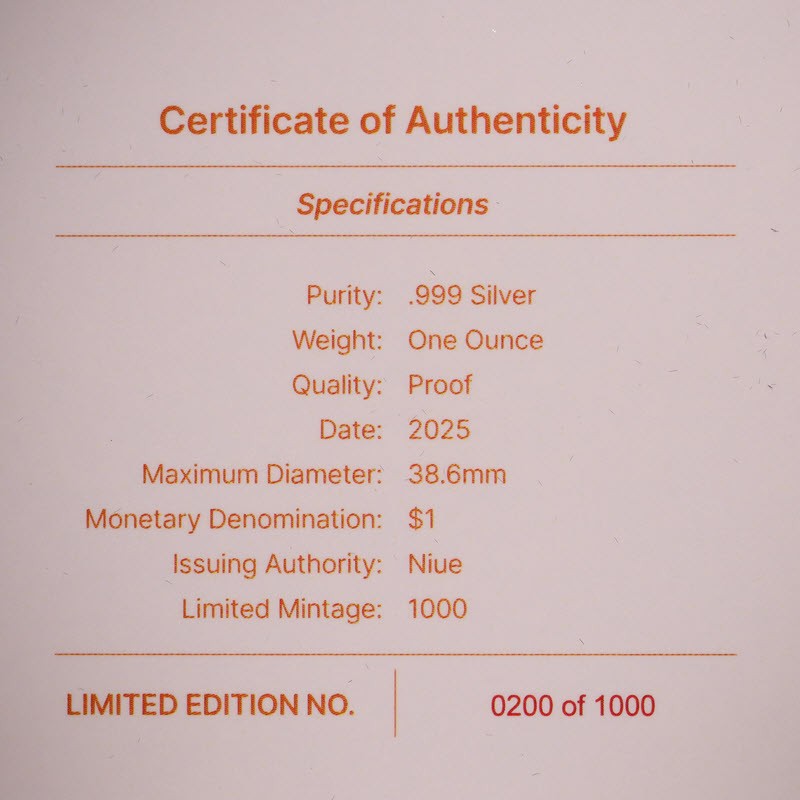 Certificate of Authenticity
Specifications
Purity: .999 Silver
Weight: One Ounce
Quality: Proof
Date: 2025
Maximum Diameter: 38.6mm
Monetary Denomination: $1
Issuing Authority: Niue
Limited Mintage: 1000
LIMITED EDITION NO. 0200 of 1000